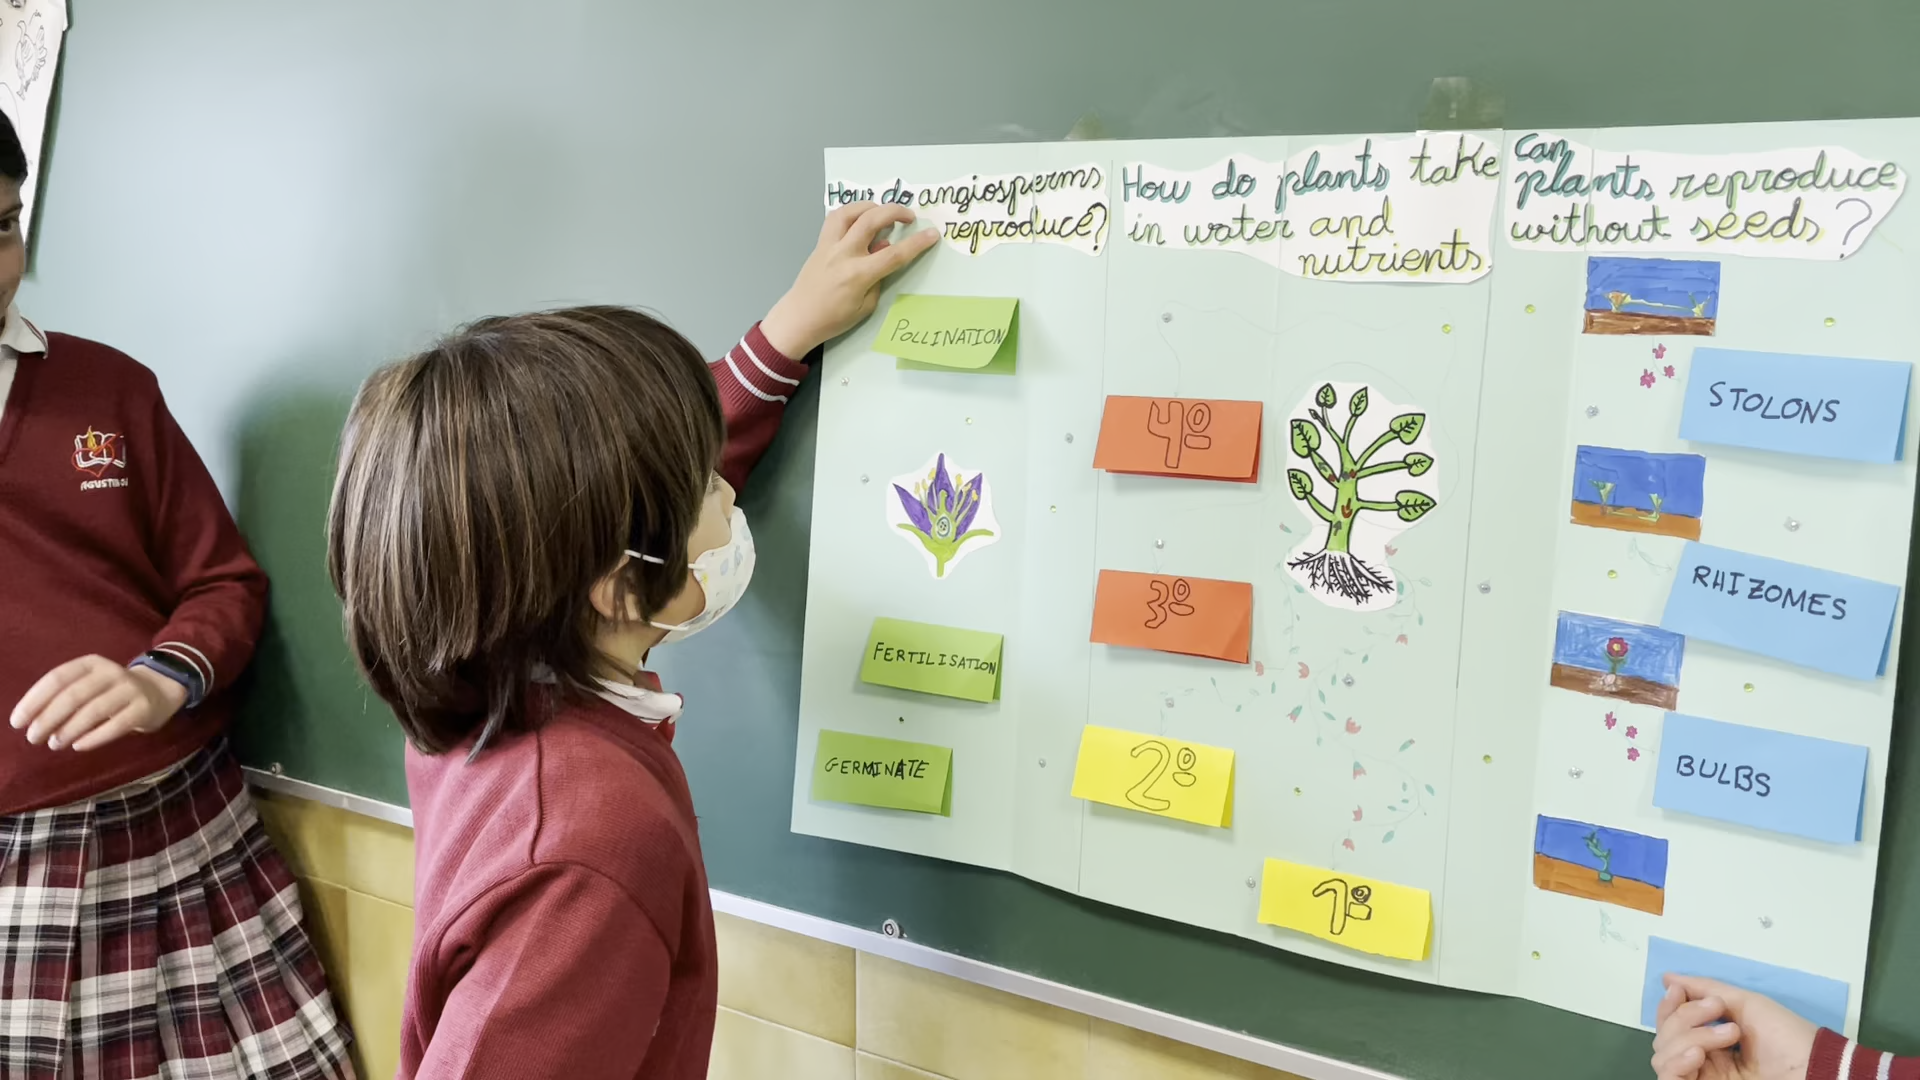 How do angiosperms
reproduce?
POLLINATION
FERTILISATION
GERMINATE
How do plants take
in water and
nutrients.
4º
3º
2º
1º
Can
plants reproduce
without seeds?
STOLONS
RHIZOMES
BULBS